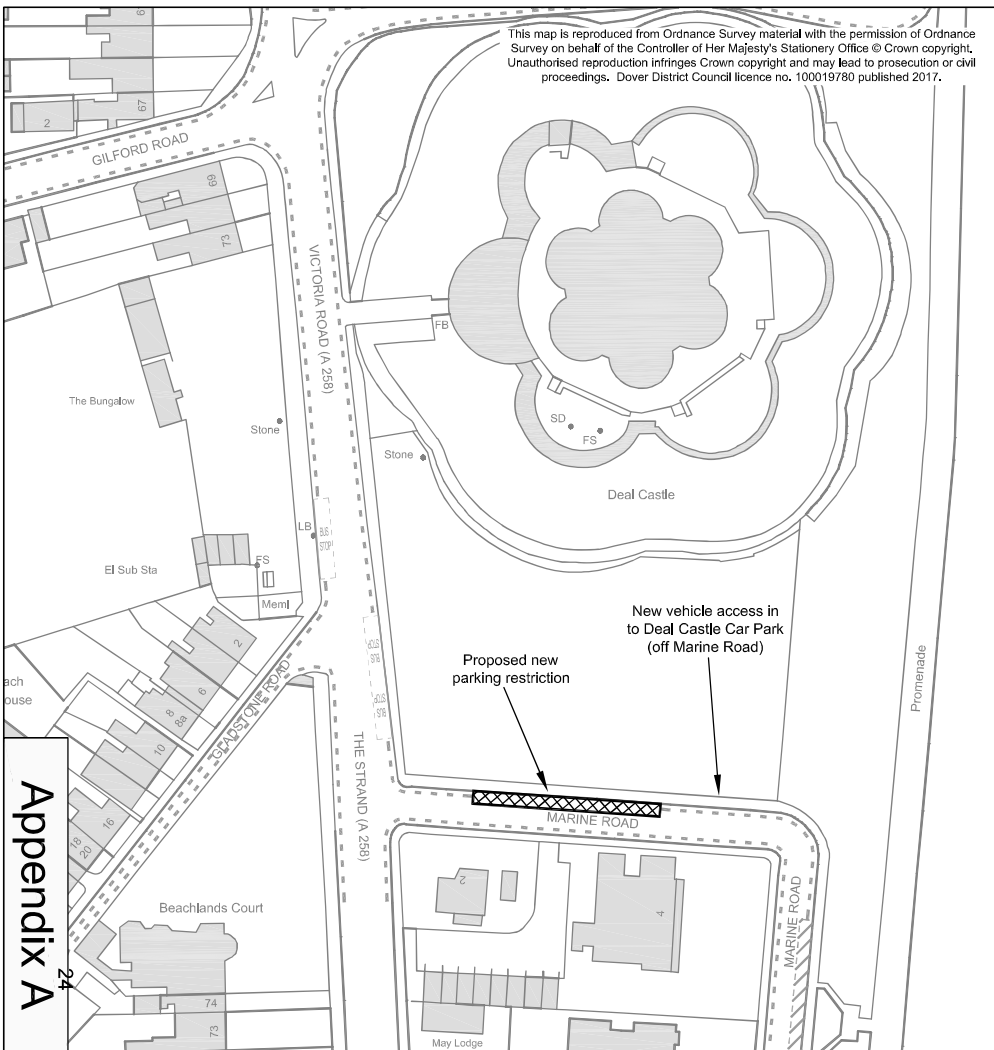 This map is reproduced from Ordnance Survey material with the permission of Ordnance
Survey on behalf of the Controller of Her Majesty's Stationery Office © Crown copyright.
Unauthorised reproduction infringes Crown copyright and may lead to prosecution or civil
proceedings. Dover District Council licence no. 100019780 published 2017.
67
2
GILFORD ROAD
69
73
VICTORIA ROAD (A 258)
FB
The Bungalow
Stone
Stone
SD
FS
Deal Castle
LB
BUS
STOP
El Sub Sta
FS
Meml
New vehicle access in
to Deal Castle Car Park
(off Marine Road)
Proposed new
parking restriction
BUS
STOP
BUS
STOP
Promenade
2
6
8
8a
10
16
18
20
GLADSTONE ROAD
ach
ouse
THE STRAND (A 258)
MARINE ROAD
2
4
MARINE ROAD
Beachlands Court
74
73
May Lodge
Appendix A
24